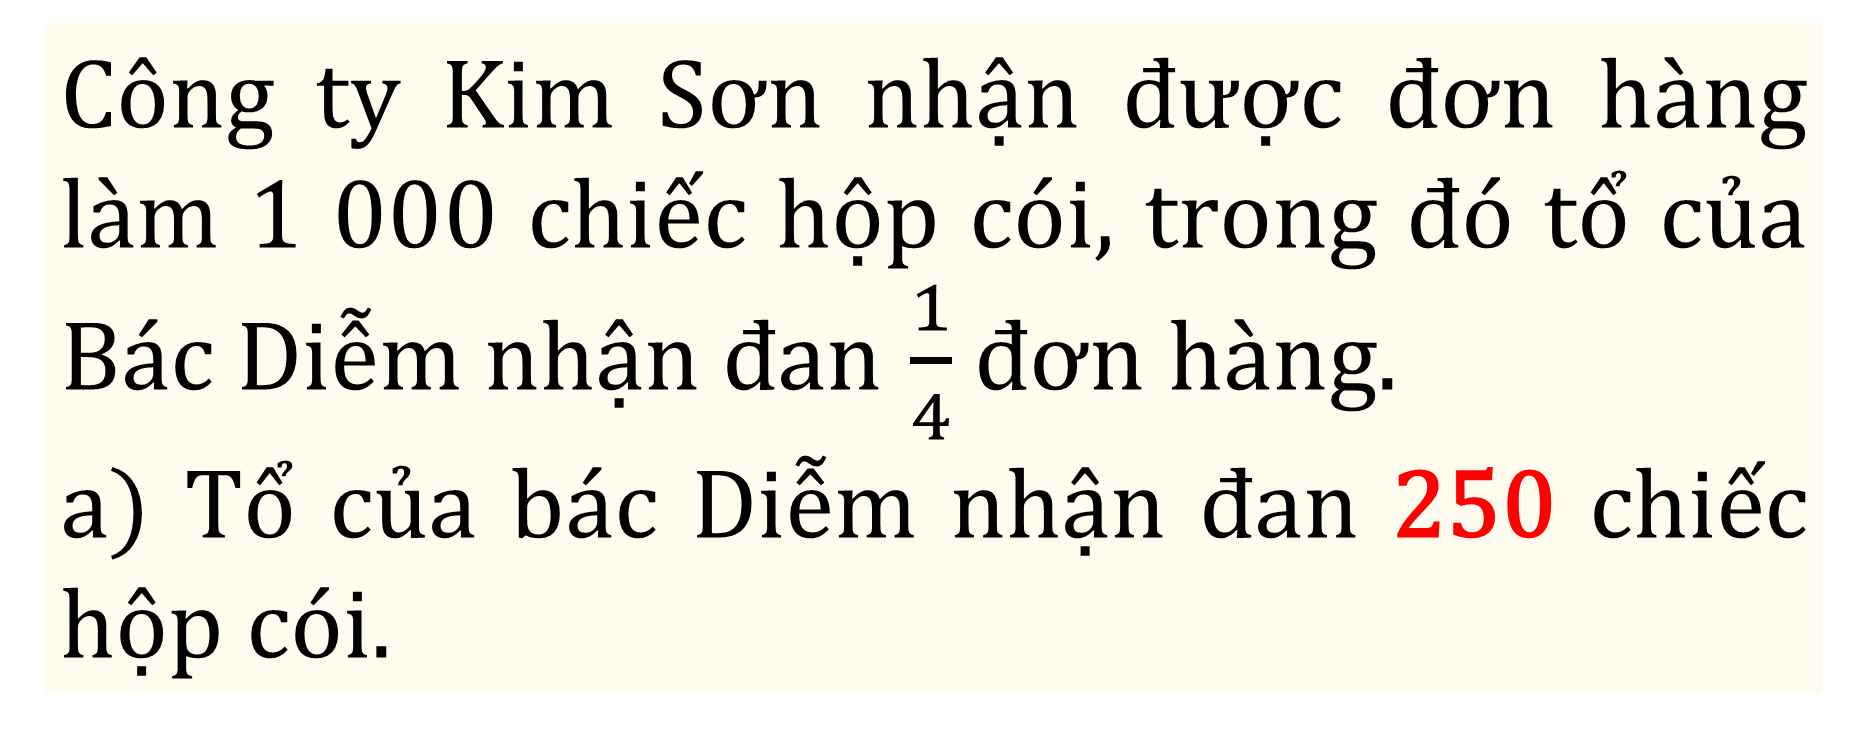 Công ty Kim Sơn nhận được đơn hàng
làm 1 000 chiếc hộp cói, trong đó tổ của
Bác Diễm nhận đan 1/4 đơn hàng.
a) Tổ của bác Diễm nhận đan 250 chiếc
hộp cói.